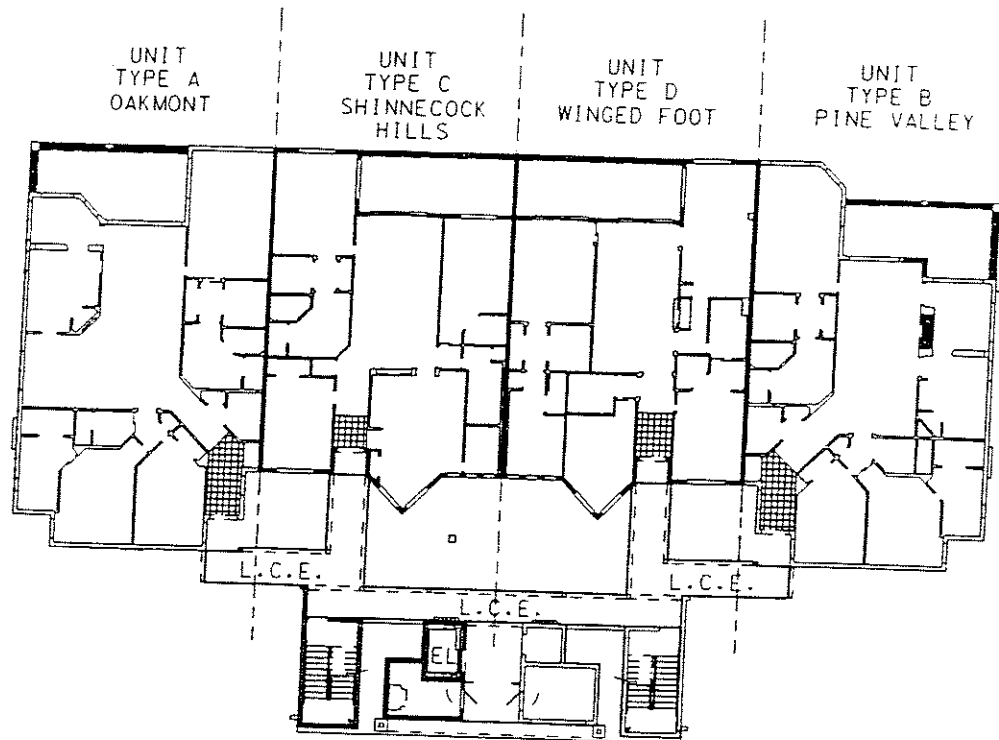 UNIT
TYPE A
OAKMONT
UNIT
TYPE C
SHINNECOCK
HILLS
UNIT
TYPE D
WINGED FOOT
UNIT
TYPE B
PINE VALLEY
L.C.E.
L.C.E.
L.C.E.
EL